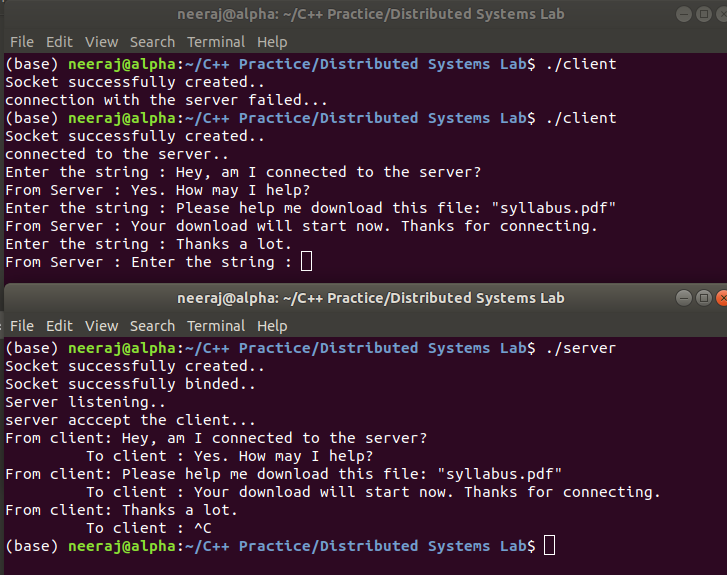 neeraj@alpha: ~/C++ Practice/Distributed Systems Lab
File Edit View Search Terminal Help
(base) neeraj@alpha:~/C++ Practice/Distributed Systems Lab$ ./client
Socket successfully created..
connection with the server failed...
(base) neeraj@alpha:~/C++ Practice/Distributed Systems Lab$ ./client
Socket successfully created..
connected to the server..
Enter the string : Hey, am I connected to the server?
From Server : Yes. How may I help?
Enter the string : Please help me download this file: "syllabus.pdf"
From Server : Your download will start now. Thanks for connecting.
Enter the string : Thanks a lot.
From Server : Enter the string :
neeraj@alpha: ~/C++ Practice/Distributed Systems Lab
File Edit View Search Terminal Help
(base) neeraj@alpha:~/C++ Practice/Distributed Systems Lab$ ./server
Socket successfully created..
Socket successfully binded..
Server listening..
server acccept the client...
From client: Hey, am I connected to the server?
To client : Yes. How may I help?
From client: Please help me download this file: "syllabus.pdf"
To client : Your download will start now. Thanks for connecting.
From client: Thanks a lot.
To client : ^C
(base) neeraj@alpha:~/C++ Practice/Distributed Systems Lab$